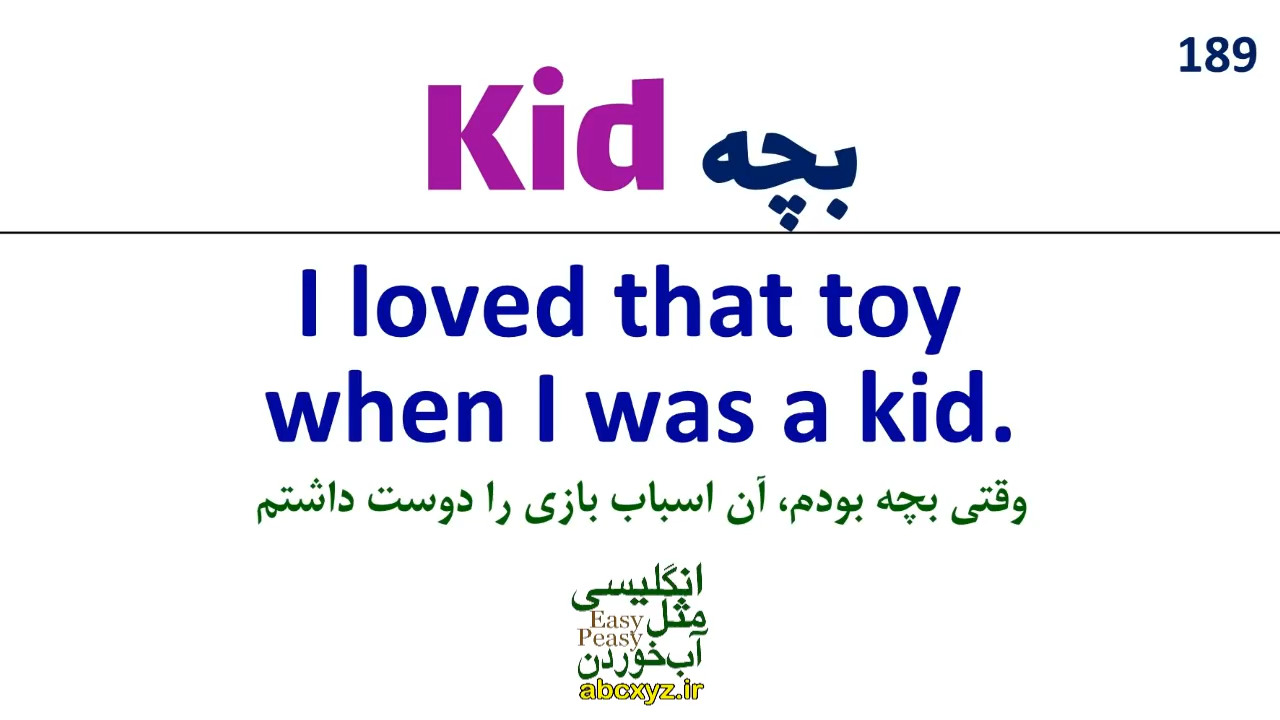 189
Kid بچه
I loved that toy
when I was a kid.
وقتی بچه بودم، آن اسباب بازی را دوست داشتم
انگلیسی
مثل
Easy
Peasy
آب‌خوردن
abcxyz.ir